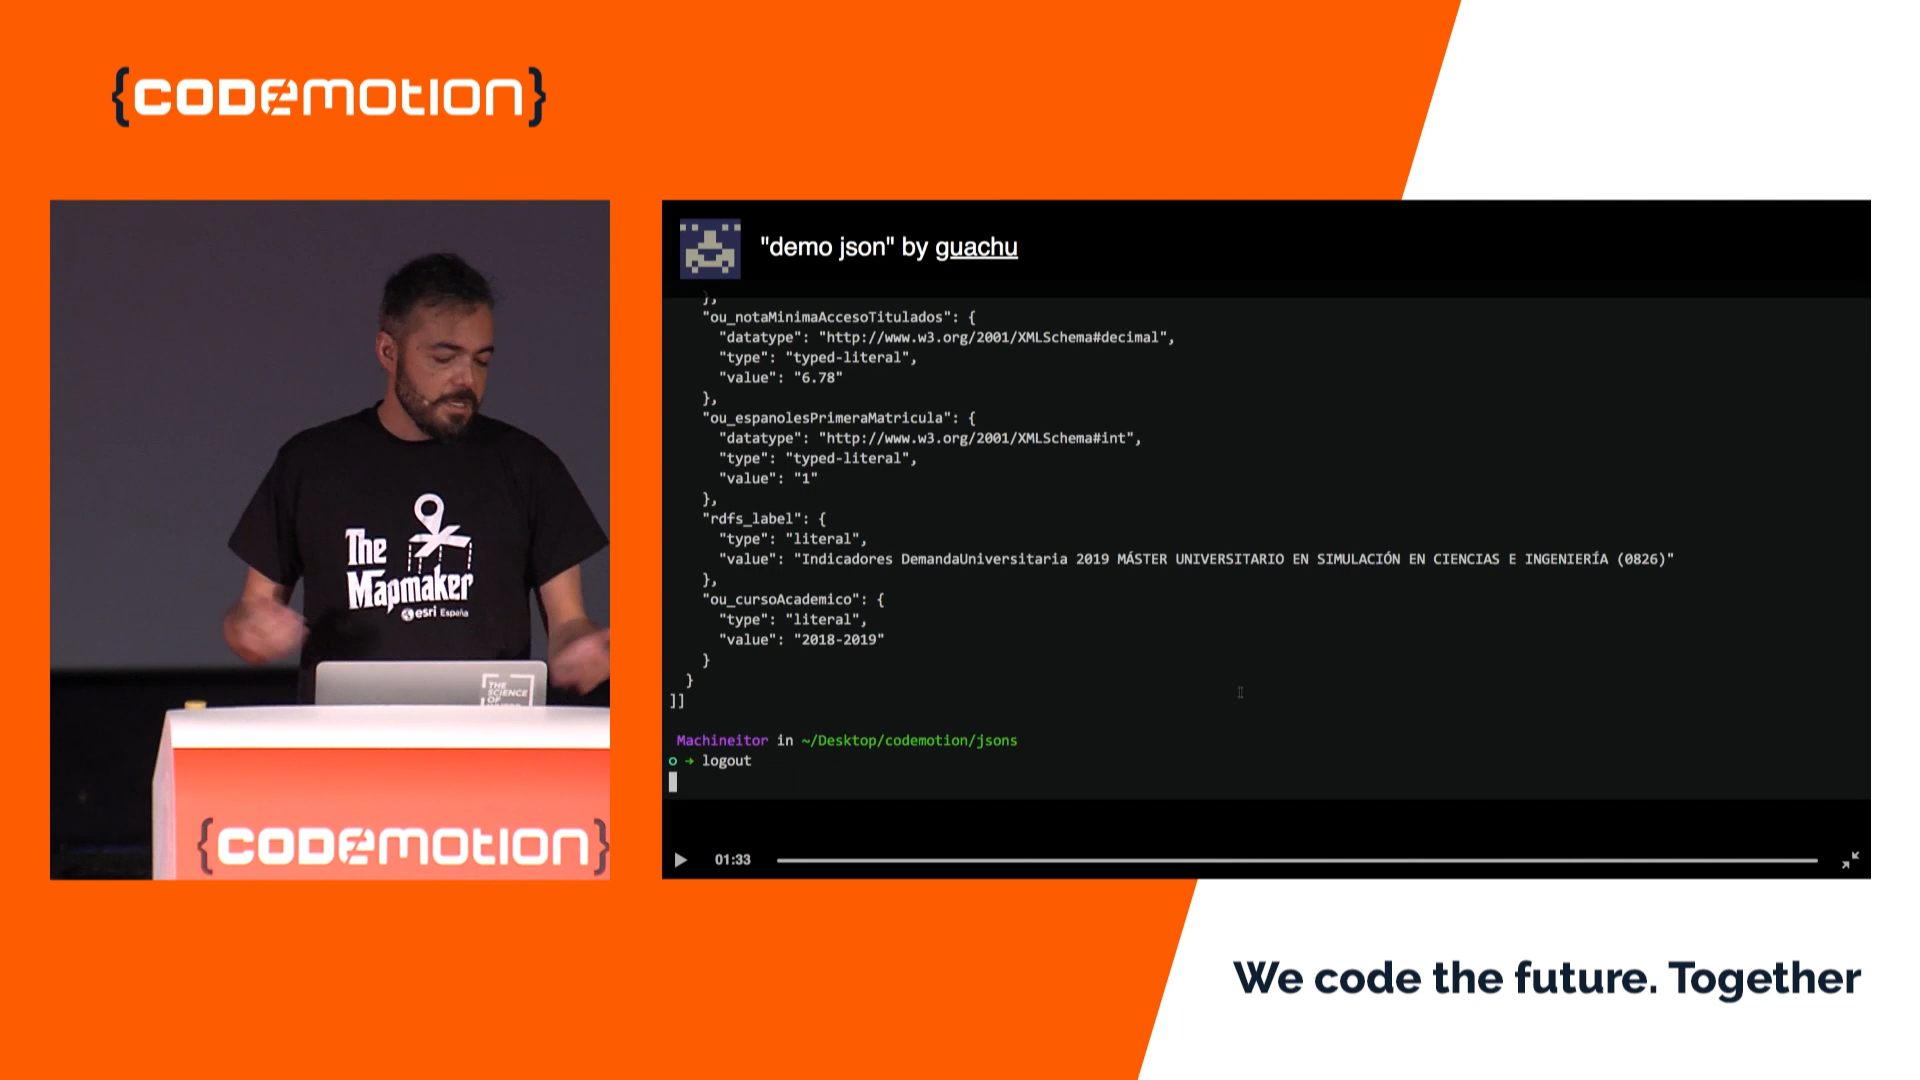 {CODEMOTION}
"demo json" by guachu
},
"ou_notaMinimaAccesoTitulados": {
"datatype": "http://www.w3.org/2001/XMLSchema#decimal",
"type": "typed-literal",
"value": "6.78"
},
"ou_espanolesPrimeraMatricula": {
"datatype": "http://www.w3.org/2001/XMLSchema#int",
"type": "typed-literal",
"value": "1"
},
"rdfs_label": {
"type": "literal",
"value": "Indicadores DemandaUniversitaria 2019 MÁSTER UNIVERSITARIO EN SIMULACIÓN EN CIENCIAS E INGENIERÍA (0826)"
},
"ou_cursoAcademico": {
"type": "literal",
"value": "2018-2019"
}
}
]]
Machineitor in ~/Desktop/codemotion/jsons
➜ logout
01:33
The
Mapmaker
esri España
THE
SCIENCE
OF
{CODEMOTION}
We code the future. Together